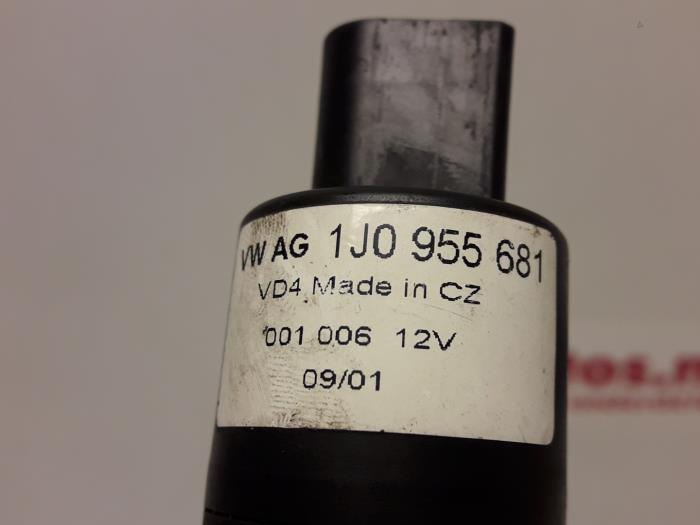 VW AG 1J0 955 681
VD4 Made in CZ
001 006 12V
09/01